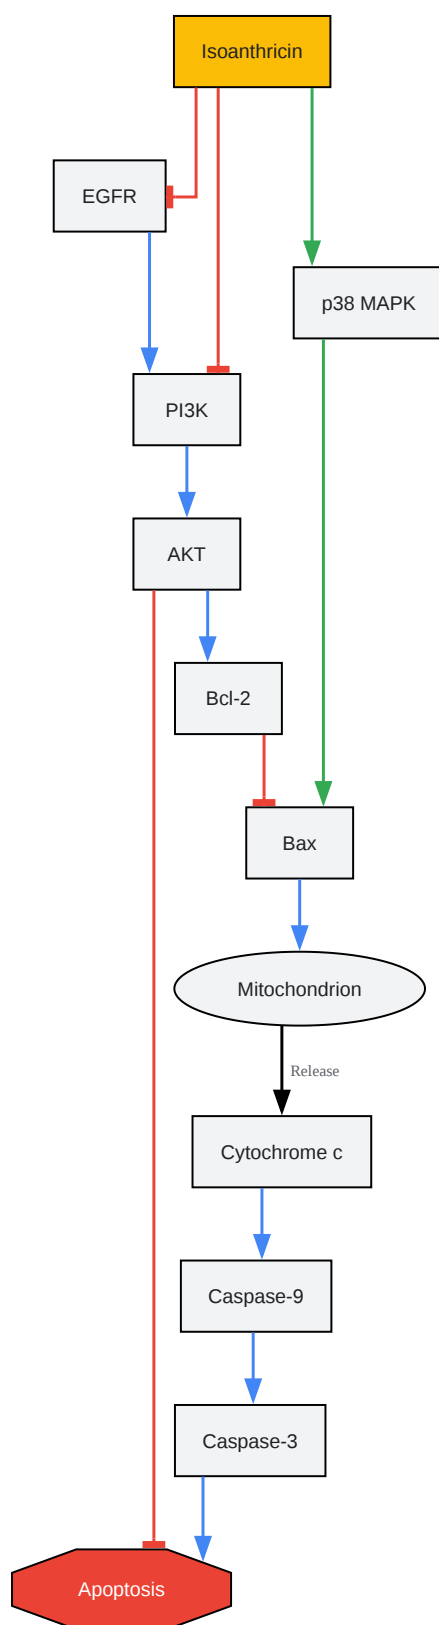 Isoanthricin
EGFR
p38 MAPK
PI3K
AKT
Bcl-2
Bax
Mitochondrion
Release
Cytochrome c
Caspase-9
Caspase-3
Apoptosis